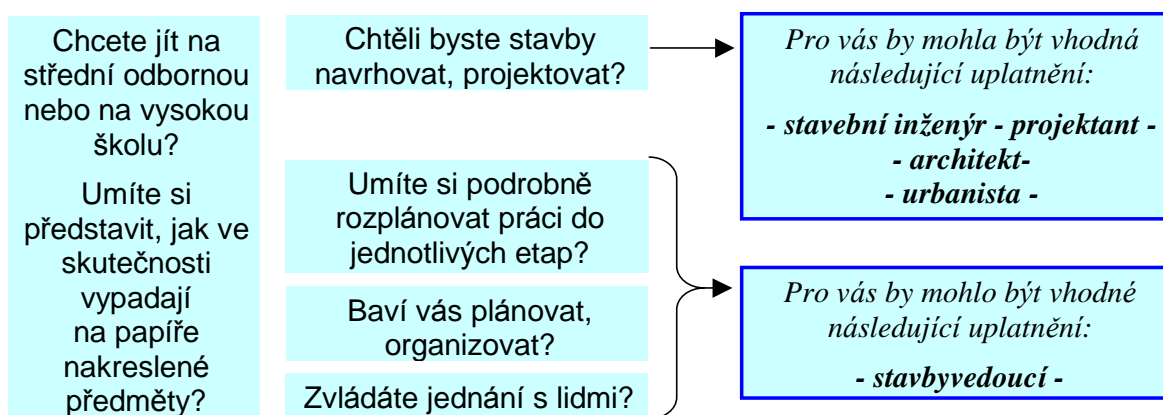 Chcete jít na
střední odbornou
nebo na vysokou
školu?
Umíte si
představit, jak ve
skutečnosti
vypadají
na papíře
nakreslené
předměty?
Chtěli byste stavby
navrhovat, projektovat?
Umíte si podrobně
rozplánovat práci do
jednotlivých etap?
Baví vás plánovat,
organizovat?
Zvládáte jednání s lidmi?
Pro vás by mohla být vhodná
následující uplatnění:
- stavební inženýr - projektant -
- architekt-
- urbanista -
Pro vás by mohlo být vhodné
následující uplatnění:
- stavbyvedoucí -